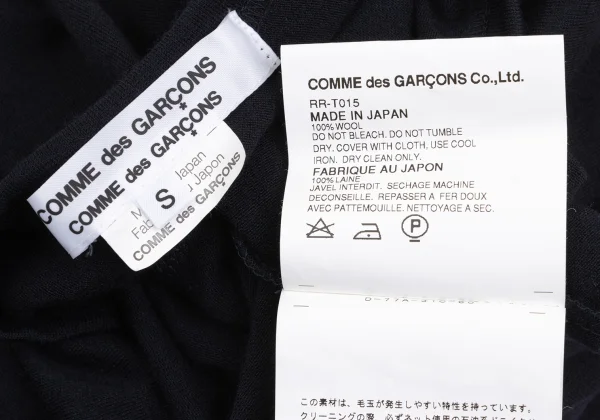 COMME des GARÇONS
COMME des GARÇONS
S
Japan
Japon
COMME des GARÇONS
COMME des GARÇONS Co.,Ltd.
RR-T015
MADE IN JAPAN
100% WOOL
DO NOT BLEACH. DO NOT TUMBLE
DRY. COVER WITH CLOTH, USE COOL
IRON. DRY CLEAN ONLY.
FABRIQUE AU JAPON
100% LAINE
JAVEL INTERDIT. SECHAGE MACHINE
DECONSEILLE. REPASSER A FER DOUX
AVEC PATTEMOUILLE. NETTOYAGE A SEC.
P
この素材は、毛玉が発生しやすい特性を持っています。